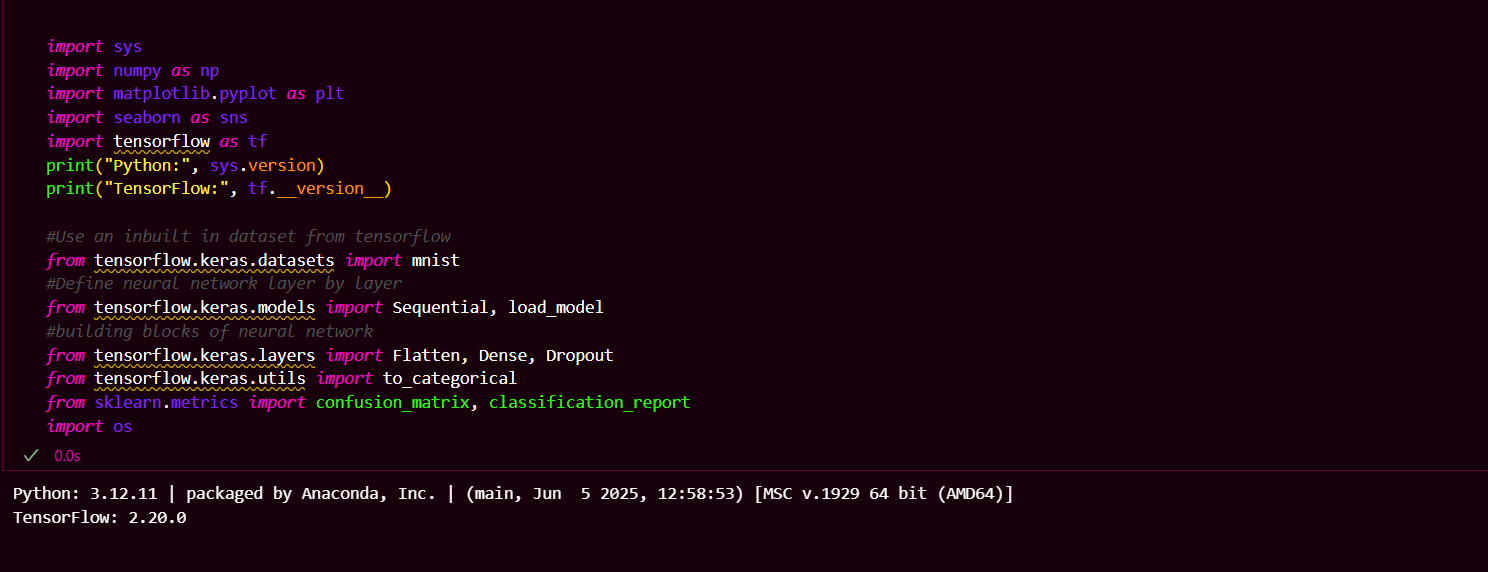 import sys
import numpy as np
import matplotlib.pyplot as plt
import seaborn as sns
import tensorflow as tf
print("Python:", sys.version)
print("TensorFlow:", tf.__version__)
#Use an inbuilt in dataset from tensorflow
from tensorflow.keras.datasets import mnist
#Define neural network layer by layer
from tensorflow.keras.models import Sequential, load_model
#building blocks of neural network
from tensorflow.keras.layers import Flatten, Dense, Dropout
from tensorflow.keras.utils import to_categorical
from sklearn.metrics import confusion_matrix, classification_report
import os
0.0s
Python: 3.12.11 | packaged by Anaconda, Inc. | (main, Jun  5 2025, 12:58:53) [MSC v.1929 64 bit (AMD64)]
TensorFlow: 2.20.0